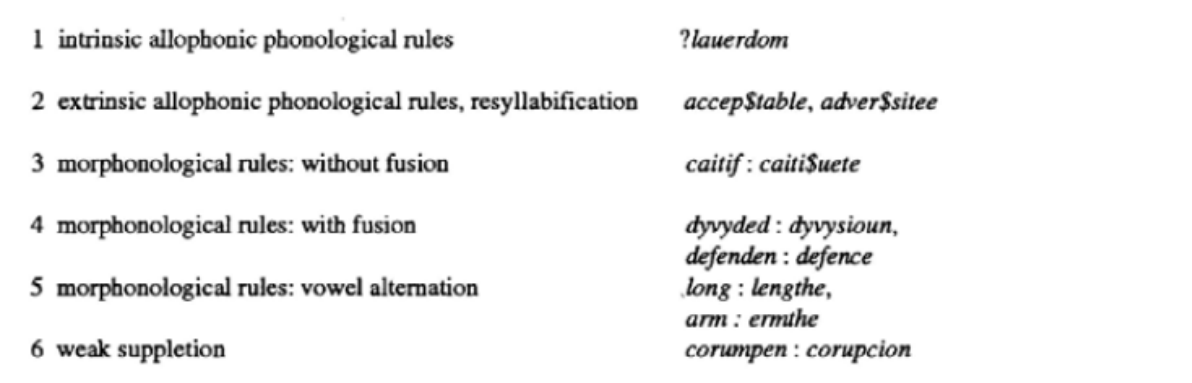 1 intrinsic allophonic phonological rules ?lauerdom
2 extrinsic allophonic phonological rules, resyllabification accep$table, adver$sitee
3 morphonological rules: without fusion caitif : caiti$uete
4 morphonological rules: with fusion dyvyded : dyvysioun,
defenden : defence
5 morphonological rules: vowel alternation long : lengthe,
arm : ermthe
6 weak suppletion corumpen : corupcion